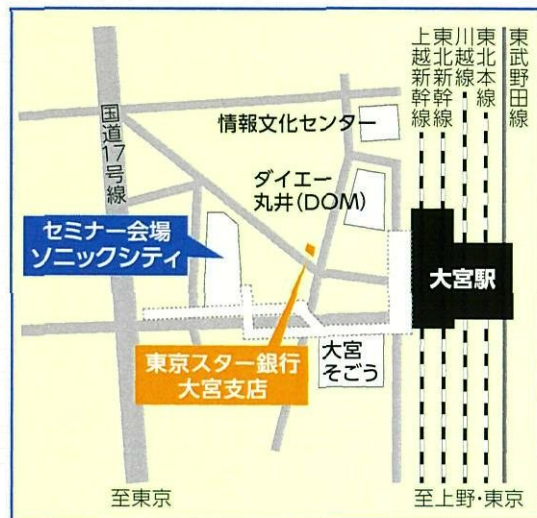 上越新幹線
東北新幹線
川越線
東北本線
東武野田線
国道17号線
情報文化センター
ダイエー
丸井(DOM)
セミナー会場
ソニックシティ
大宮駅
東京スター銀行
大宮支店
大宮
そごう
至東京
至上野・東京